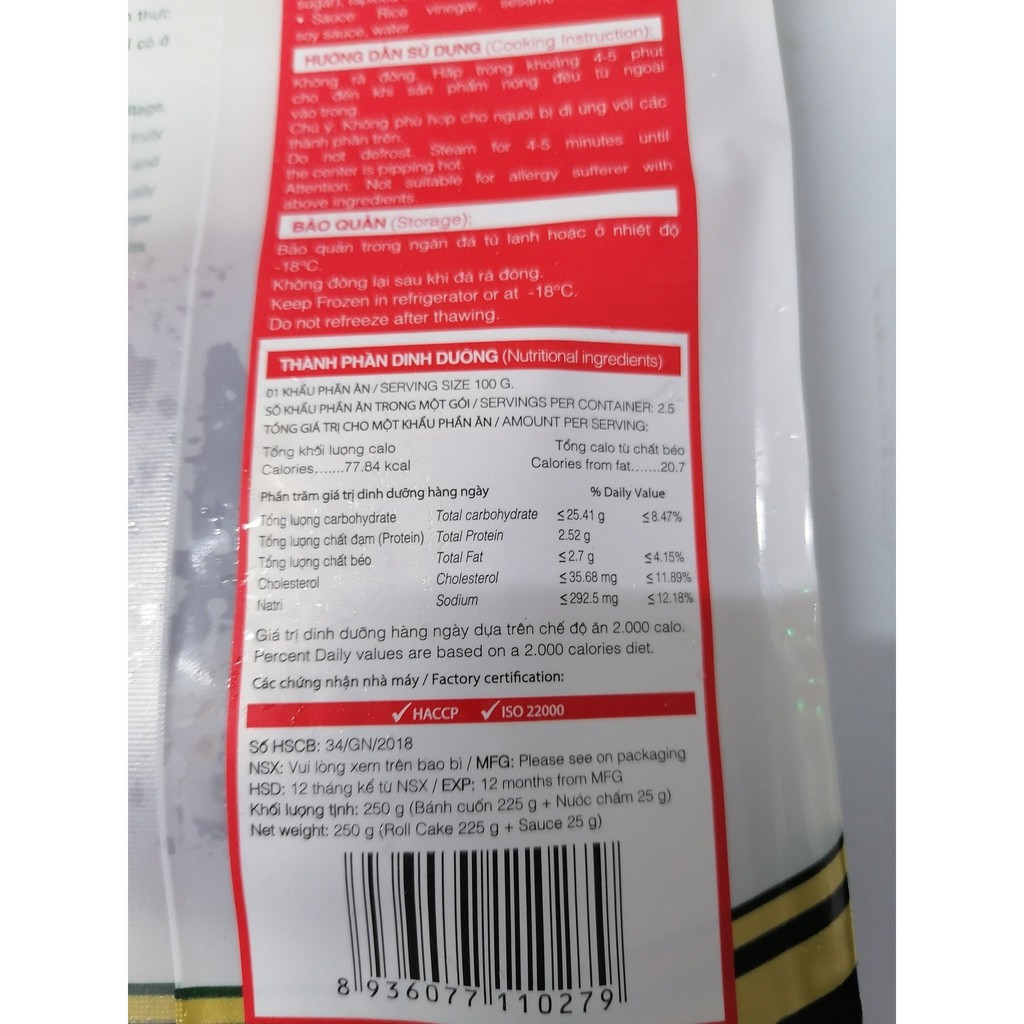 thực
có ở
ttage.
truly
and
sugar), tapioca
• Sauce: Rice vinegar, sesame
soy sauce, water.
HƯỚNG DẪN SỬ DỤNG (Cooking Instruction):
Không rã đông. Hấp trong khoảng 4-5 phút
cho đến khi sản phẩm nóng đều từ ngoài
vào trong.
Chú ý: Không phù hợp cho người bị dị ứng với các
thành phần trên.
Do not defrost. Steam for 4-5 minutes until
the center is pipping hot.
Attention: Not suitable for allergy sufferer with
above ingredients.
BẢO QUẢN (Storage):
Bảo quản trong ngăn đá tủ lạnh hoặc ở nhiệt độ
-18°C.
Không đông lại sau khi đã rã đông.
Keep Frozen in refrigerator or at -18°C.
Do not refreeze after thawing.
THÀNH PHẦN DINH DƯỠNG (Nutritional ingredients)
01 KHẨU PHẦN ĂN / SERVING SIZE 100 G.
SỐ KHẨU PHẦN ĂN TRONG MỘT GÓI / SERVINGS PER CONTAINER: 2.5
TỔNG GIÁ TRỊ CHO MỘT KHẨU PHẦN ĂN / AMOUNT PER SERVING:
Tổng khối lượng calo Tổng calo từ chất béo
Calories.......77.84 kcal Calories from fat.......20.7
Phần trăm giá trị dinh dưỡng hàng ngày % Daily Value
Tổng lượng carbohydrate Total carbohydrate ≤25.41 g ≤8.47%
Tổng lượng chất đạm (Protein) Total Protein 2.52 g
Tổng lượng chất béo Total Fat ≤2.7 g ≤4.15%
Cholesterol Cholesterol ≤35.68 mg ≤11.89%
Natri Sodium ≤292.5 mg ≤12.18%
Giá trị dinh dưỡng hàng ngày dựa trên chế độ ăn 2.000 calo.
Percent Daily values are based on a 2.000 calories diet.
Các chứng nhận nhà máy / Factory certification:
✓ HACCP ✓ ISO 22000
Số HSCB: 34/GN/2018
NSX: Vui lòng xem trên bao bì / MFG: Please see on packaging
HSD: 12 tháng kể từ NSX / EXP: 12 months from MFG
Khối lượng tịnh: 250 g (Bánh cuốn 225 g + Nước chấm 25 g)
Net weight: 250 g (Roll Cake 225 g + Sauce 25 g)
8 936077 110279